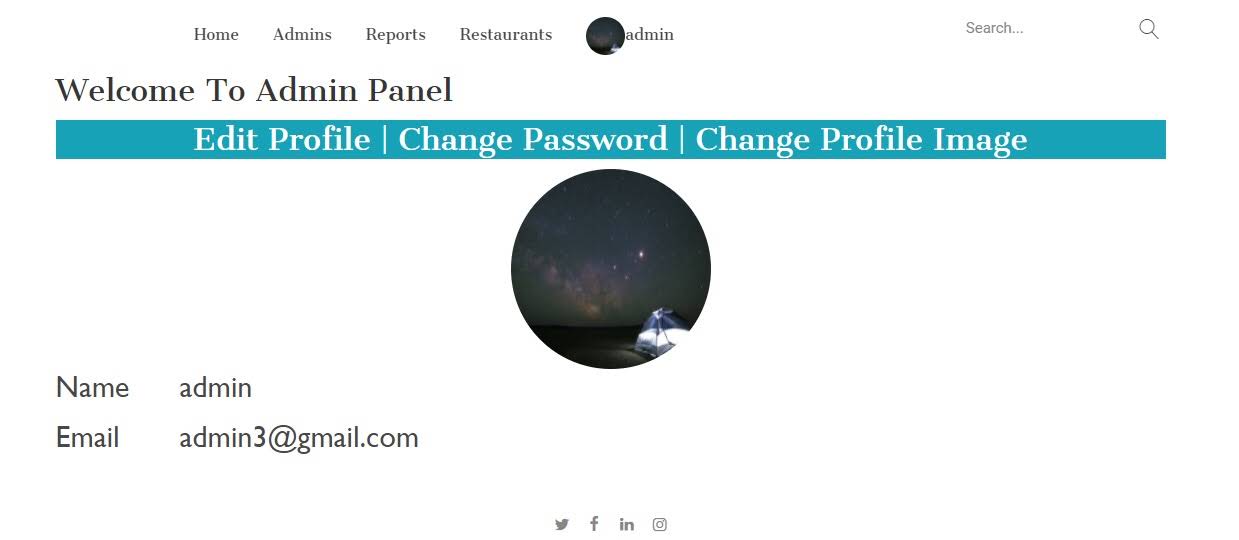 Home Admins Reports Restaurants admin Search...
Welcome To Admin Panel
Edit Profile | Change Password | Change Profile Image
Name admin
Email admin3@gmail.com